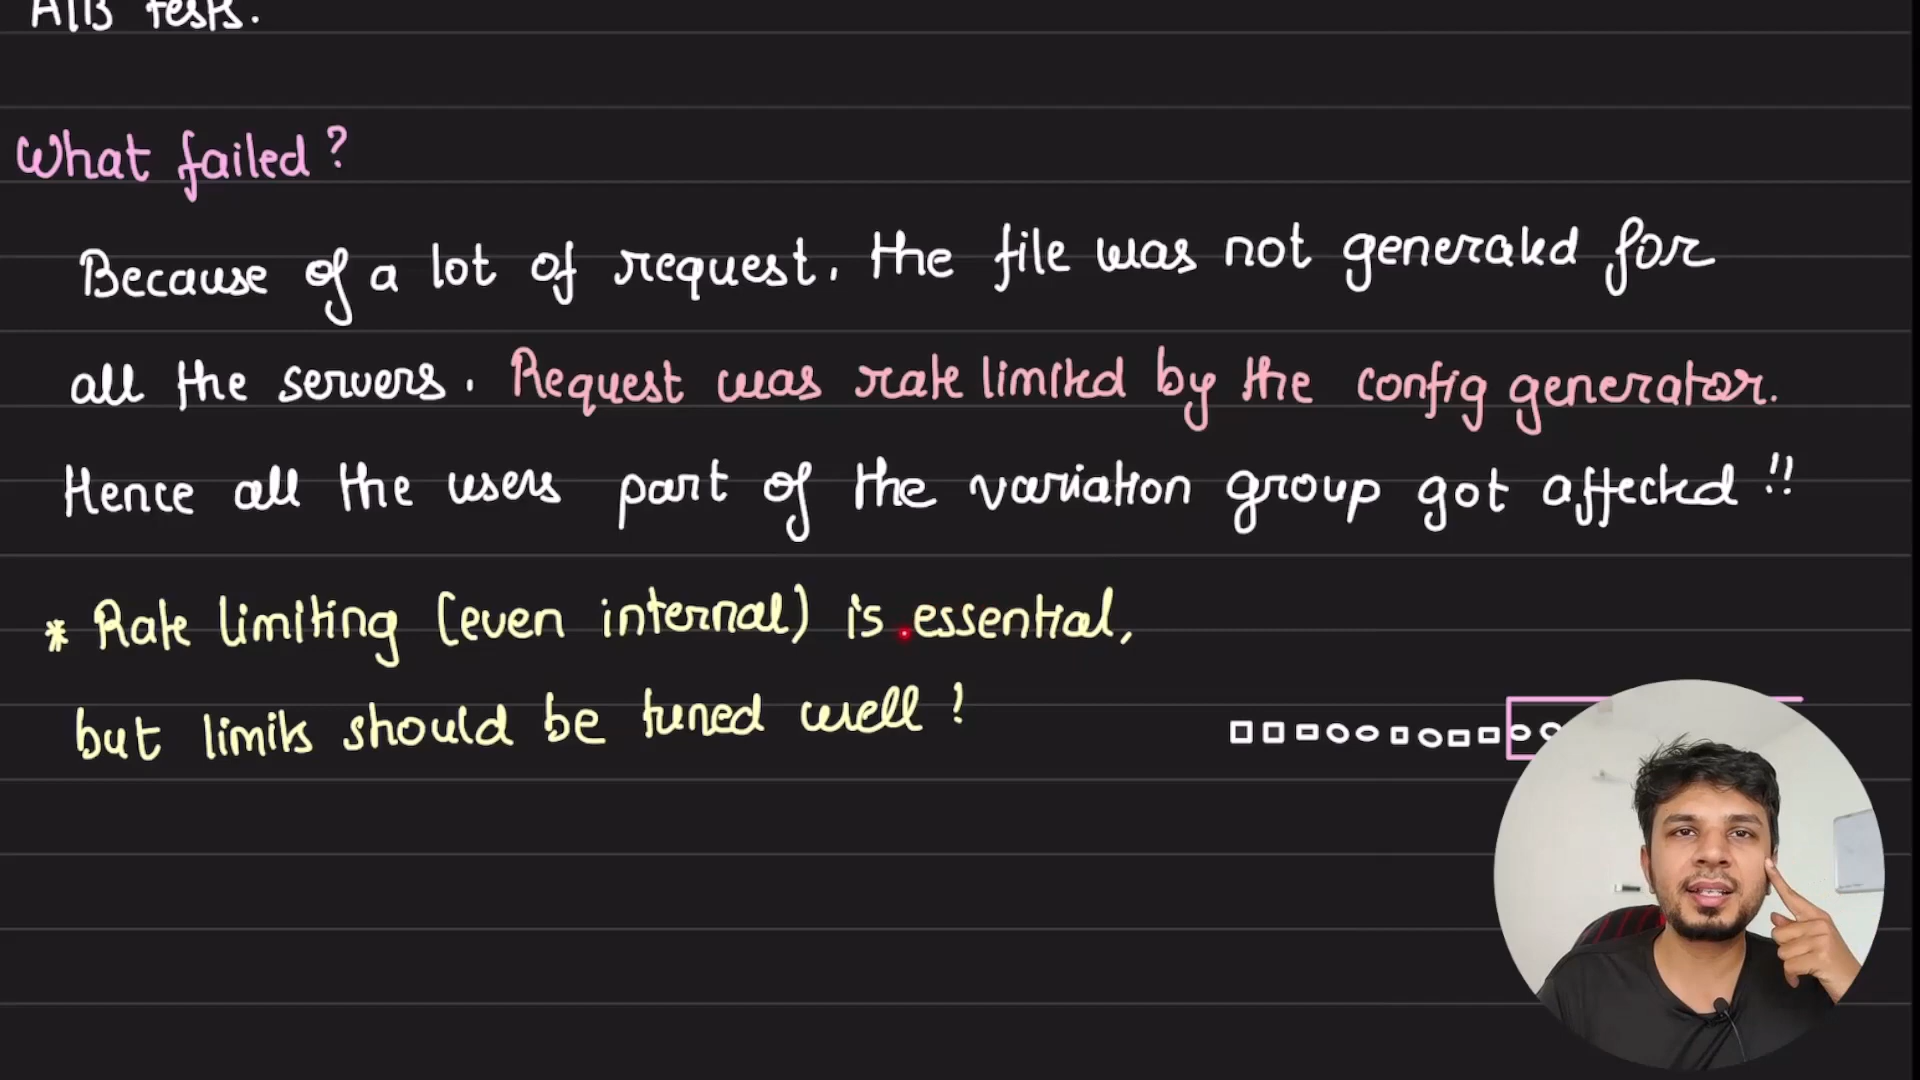 A/B tests.
What failed?
Because of a lot of request, the file was not generated for
all the servers. Request was rate limited by the config generator.
Hence all the users part of the variation group got affected!!
* Rate limiting (even internal) is essential,
but limits should be tuned well!